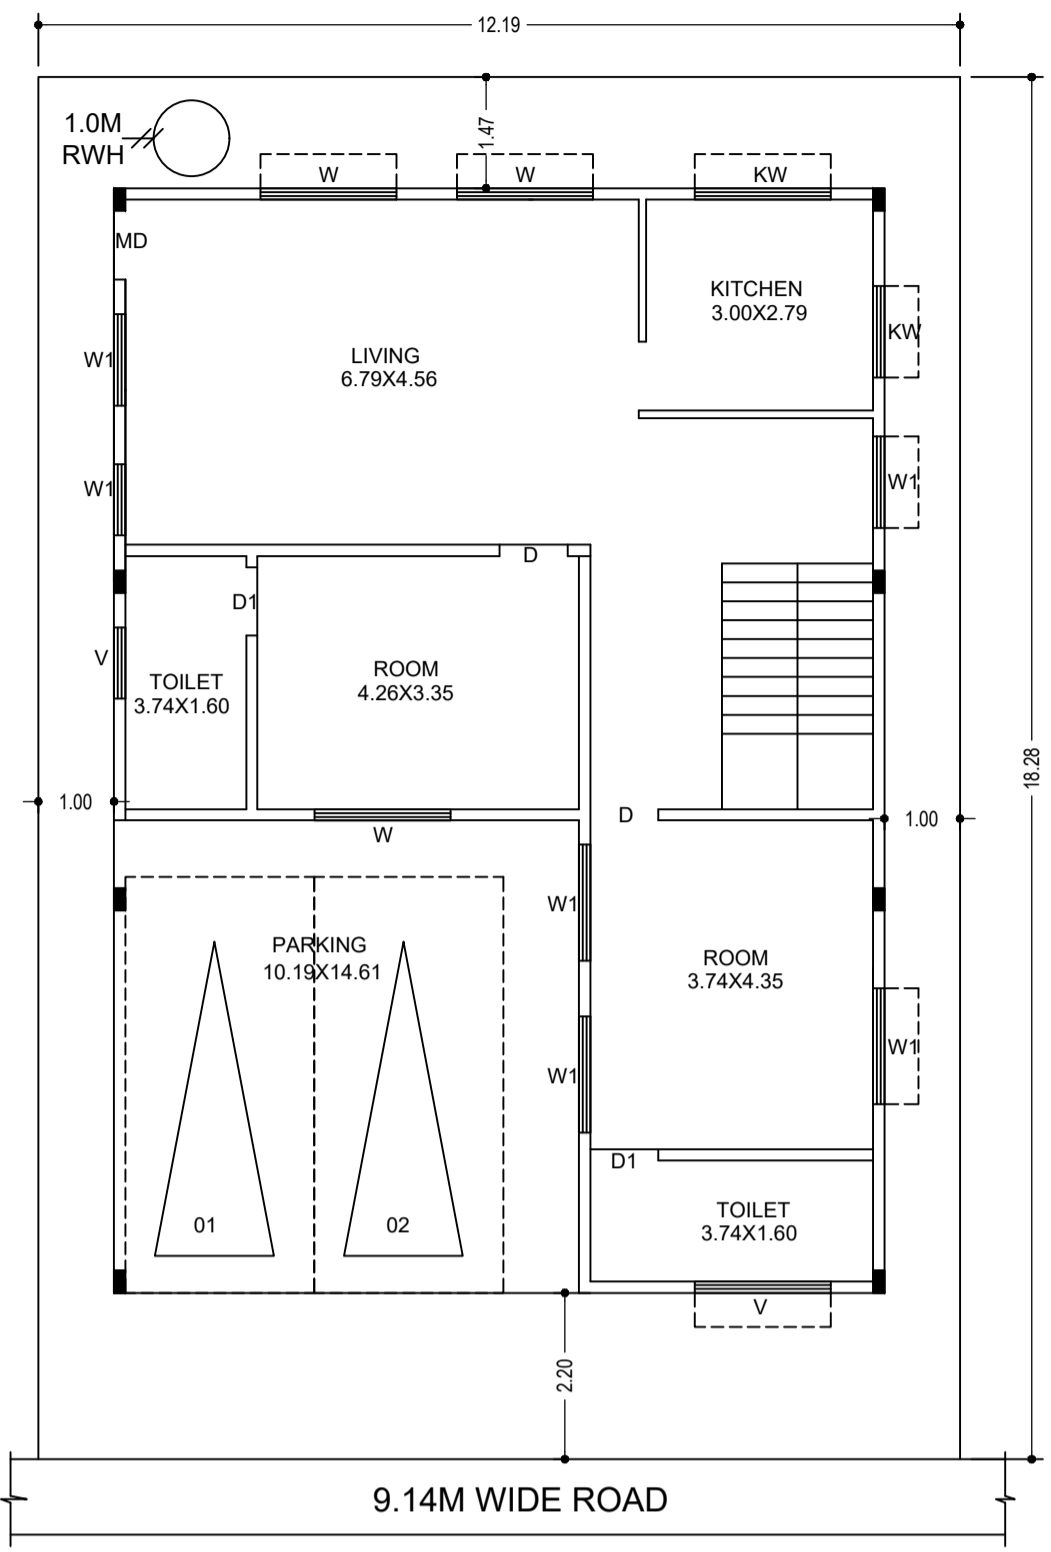 12.19
1.0M
RWH
1.47
W
W
KW
MD
KITCHEN
3.00X2.79
KW
W1
LIVING
6.79X4.56
W1
W1
D
D1
V
TOILET
3.74X1.60
ROOM
4.26X3.35
18.28
1.00
D
1.00
W
W1
PARKING
10.19X14.61
ROOM
3.74X4.35
W1
W1
D1
TOILET
3.74X1.60
01
02
V
2.20
9.14M WIDE ROAD